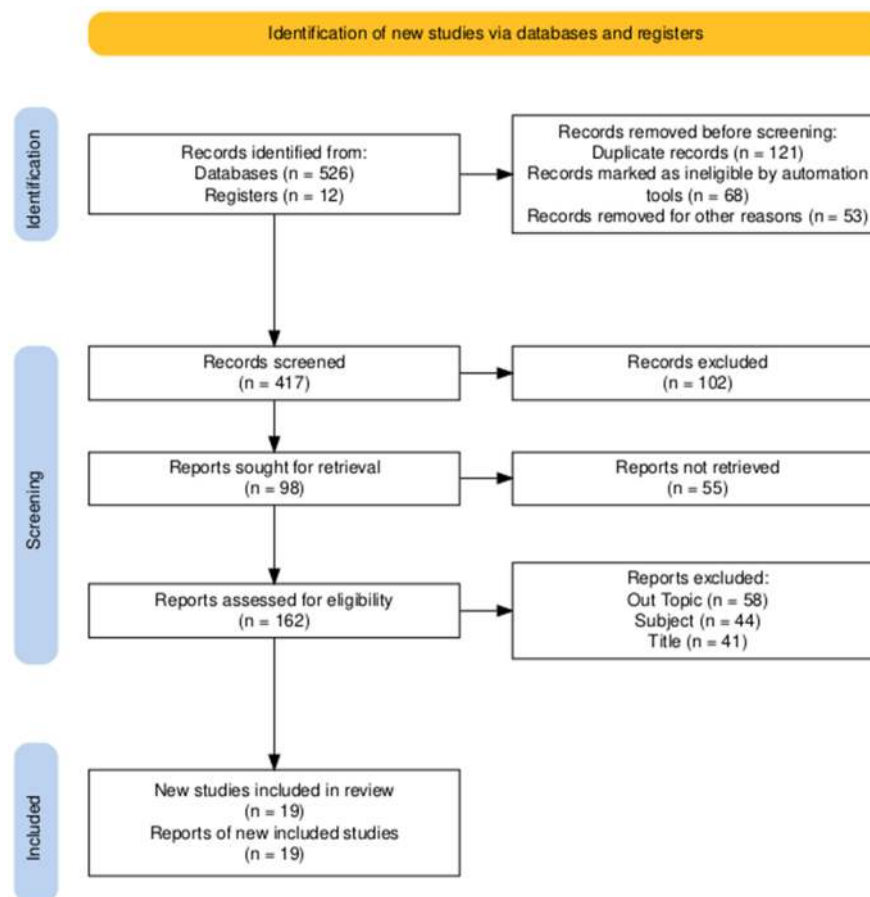 Identification of new studies via databases and registers
Identification
Records identified from:
Databases (n = 526)
Registers (n = 12)
Records removed before screening:
Duplicate records (n = 121)
Records marked as ineligible by automation
tools (n = 68)
Records removed for other reasons (n = 53)
Screening
Records screened
(n = 417)
Records excluded
(n = 102)
Reports sought for retrieval
(n = 98)
Reports not retrieved
(n = 55)
Reports assessed for eligibility
(n = 162)
Reports excluded:
Out Topic (n = 58)
Subject (n = 44)
Title (n = 41)
Included
New studies included in review
(n = 19)
Reports of new included studies
(n = 19)